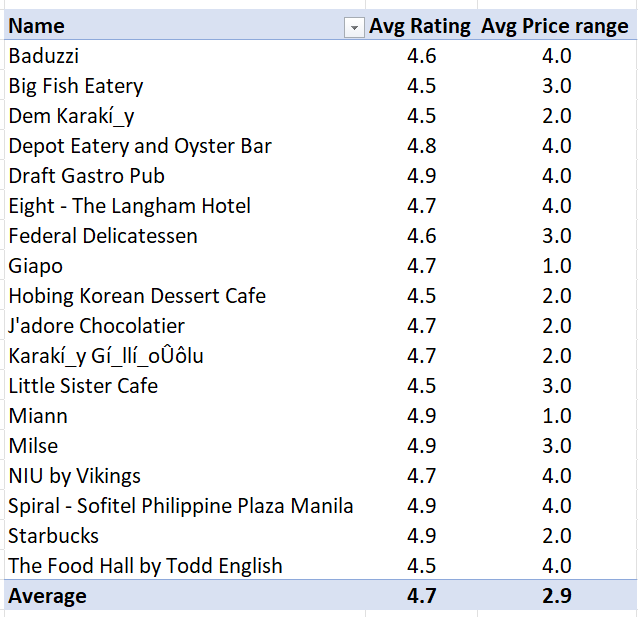 Name Avg Rating Avg Price range
Baduzzi 4.6 4.0
Big Fish Eatery 4.5 3.0
Dem Karakí_y 4.5 2.0
Depot Eatery and Oyster Bar 4.8 4.0
Draft Gastro Pub 4.9 4.0
Eight - The Langham Hotel 4.7 4.0
Federal Delicatessen 4.6 3.0
Giapo 4.7 1.0
Hobing Korean Dessert Cafe 4.5 2.0
J'adore Chocolatier 4.7 2.0
Karakí_y Gí_llí_oÛôlu 4.7 2.0
Little Sister Cafe 4.5 3.0
Miann 4.9 1.0
Milse 4.9 3.0
NIU by Vikings 4.7 4.0
Spiral - Sofitel Philippine Plaza Manila 4.9 4.0
Starbucks 4.9 2.0
The Food Hall by Todd English 4.5 4.0
Average 4.7 2.9